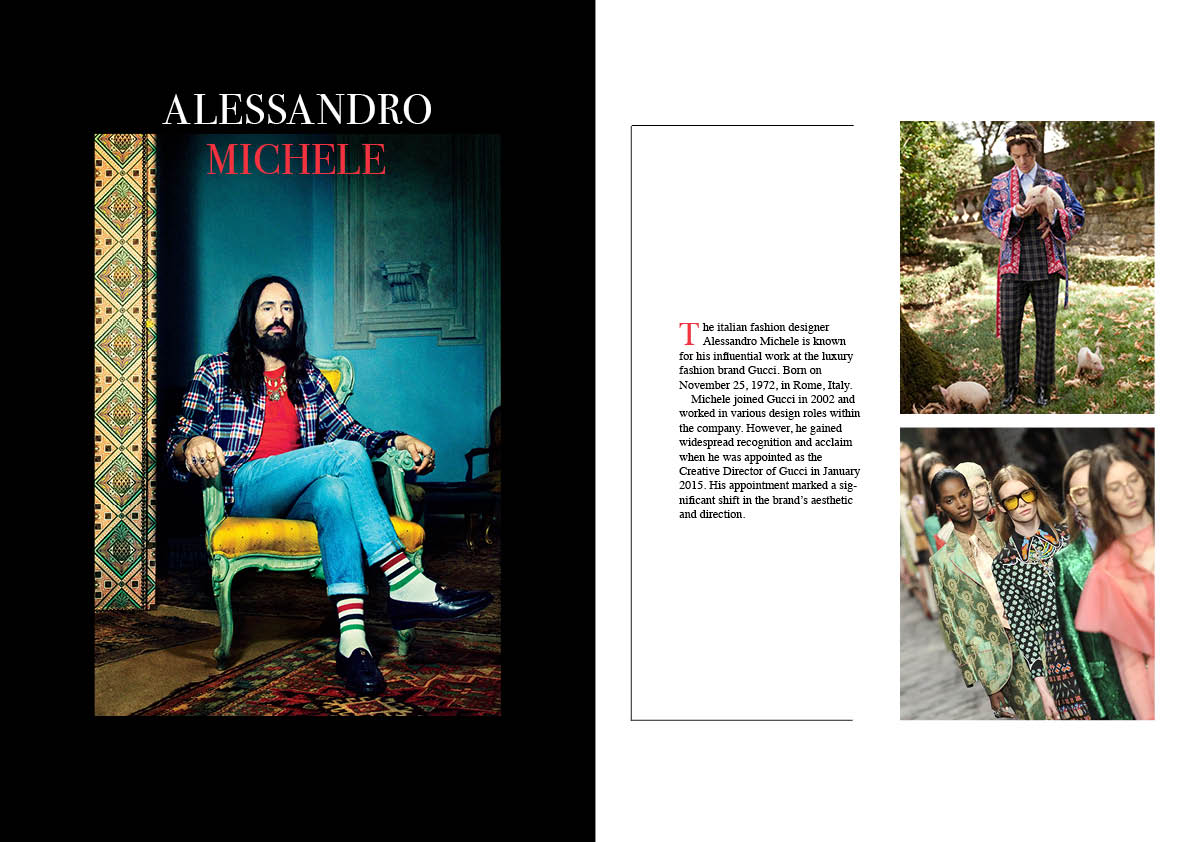 ALESSANDRO
MICHELE
The italian fashion designer
Alessandro Michele is known
for his influential work at the luxury
fashion brand Gucci. Born on
November 25, 1972, in Rome, Italy.
Michele joined Gucci in 2002 and
worked in various design roles within
the company. However, he gained
widespread recognition and acclaim
when he was appointed as the
Creative Director of Gucci in January
2015. His appointment marked a sig-
nificant shift in the brand’s aesthetic
and direction.